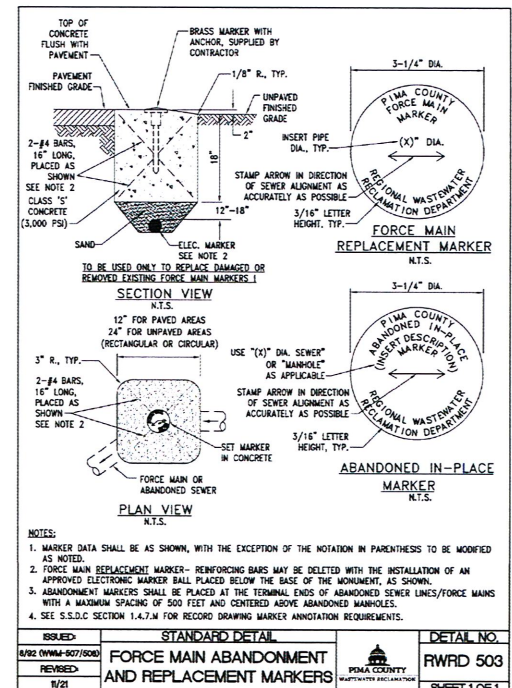 TOP OF
CONCRETE
FLUSH WITH
PAVEMENT
BRASS MARKER WITH
ANCHOR, SUPPLIED BY
CONTRACTOR
PAVEMENT
FINISHED GRADE
1/8" R., TYP.
UNPAVED
FINISHED
GRADE
2"
18"
2-#4 BARS,
16" LONG,
PLACED AS
SHOWN
SEE NOTE 2
CLASS 'S'
CONCRETE
(3,000 PSI)
12"-18"
SAND
ELEC. MARKER
SEE NOTE 2
TO BE USED ONLY TO REPLACE DAMAGED OR
REMOVED EXISTING FORCE MAIN MARKERS !
SECTION VIEW
N.T.S.
3-1/4" DIA.
PIMA COUNTY
FORCE MAIN
MARKER
INSERT PIPE
DIA., TYP.
(X)" DIA.
STAMP ARROW IN DIRECTION
OF SEWER ALIGNMENT AS
ACCURATELY AS POSSIBLE
REGIONAL WASTEWATER
RECLAMATION DEPARTMENT
3/16" LETTER
HEIGHT, TYP.
FORCE MAIN
REPLACEMENT MARKER
N.T.S.
12" FOR PAVED AREAS
24" FOR UNPAVED AREAS
(RECTANGULAR OR CIRCULAR)
3" R., TYP.
2-#4 BARS,
16" LONG,
PLACED AS
SHOWN
SEE NOTE 2
SET MARKER
IN CONCRETE
FORCE MAIN OR
ABANDONED SEWER
PLAN VIEW
N.T.S.
3-1/4" DIA.
PIMA COUNTY
ABANDONED IN-PLACE
(INSERT DESCRIPTION)
MARKER
USE "(X)" DIA. SEWER"
OR "MANHOLE"
AS APPLICABLE
STAMP ARROW IN DIRECTION
OF SEWER ALIGNMENT AS
ACCURATELY AS POSSIBLE
REGIONAL WASTEWATER
RECLAMATION DEPARTMENT
3/16" LETTER
HEIGHT, TYP.
ABANDONED IN-PLACE
MARKER
N.T.S.
NOTES:
1. MARKER DATA SHALL BE AS SHOWN, WITH THE EXCEPTION OF THE NOTATION IN PARENTHESIS TO BE MODIFIED
AS NOTED.
2. FORCE MAIN REPLACEMENT MARKER- REINFORCING BARS MAY BE DELETED WITH THE INSTALLATION OF AN
APPROVED ELECTRONIC MARKER BALL PLACED BELOW THE BASE OF THE MONUMENT, AS SHOWN.
3. ABANDONMENT MARKERS SHALL BE PLACED AT THE TERMINAL ENDS OF ABANDONED SEWER LINES/FORCE MAINS
WITH A MAXIMUM SPACING OF 500 FEET AND CENTERED ABOVE ABANDONED MANHOLES.
4. SEE S.S.D.C SECTION 1.4.7.M FOR RECORD DRAWING MARKER ANNOTATION REQUIREMENTS.
ISSUED:
8/92 (WWM-507/508)
REVISED:
11/21
STANDARD DETAIL
FORCE MAIN ABANDONMENT
AND REPLACEMENT MARKERS
PIMA COUNTY
WASTEWATER RECLAMATION
DETAIL NO.
RWRD 503
SHEET 1 OF 1